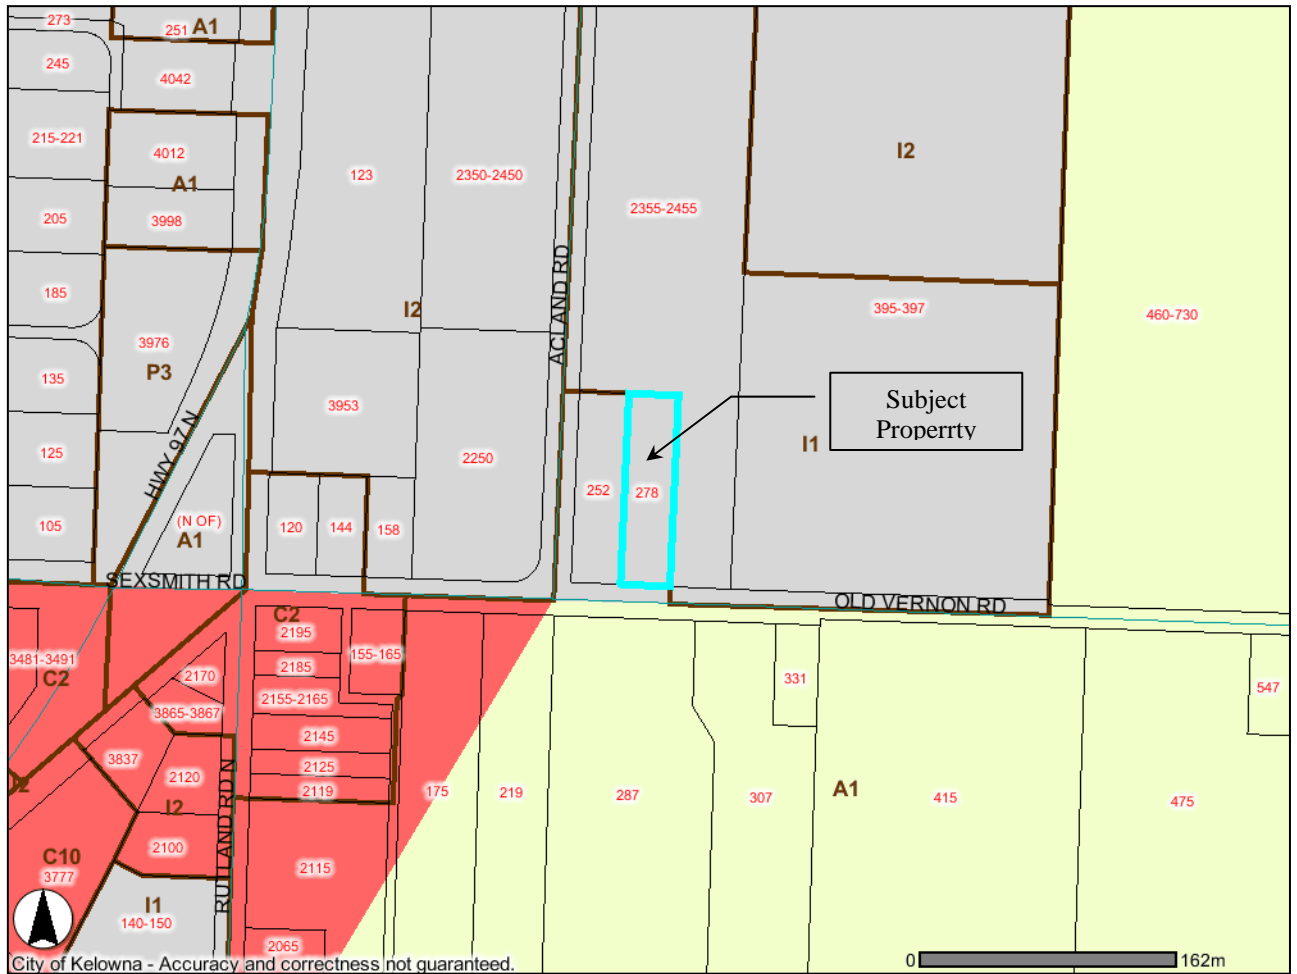 273
251 A1
245
4042
215-221
4012
A1
123
2350-2450
I2
205
3998
2355-2455
185
I2
395-397
460-730
3976
P3
ACLAND RD
135
3953
Subject
Properrty
125
HWY 97 N
2250
I1
252
278
105
(N OF)
A1
120
144
158
SEXSMITH RD
OLD VERNON RD
C2
2195
3481-3491
C2
2170
2185
155-165
331
547
3865-3867
2155-2165
3837
2145
2120
2125
I2
2119
175
219
287
307
A1
415
475
I2
2100
RUTLAND RD N
C10
3777
2115
I1
140-150
2065
City of Kelowna - Accuracy and correctness not guaranteed.
0
162m